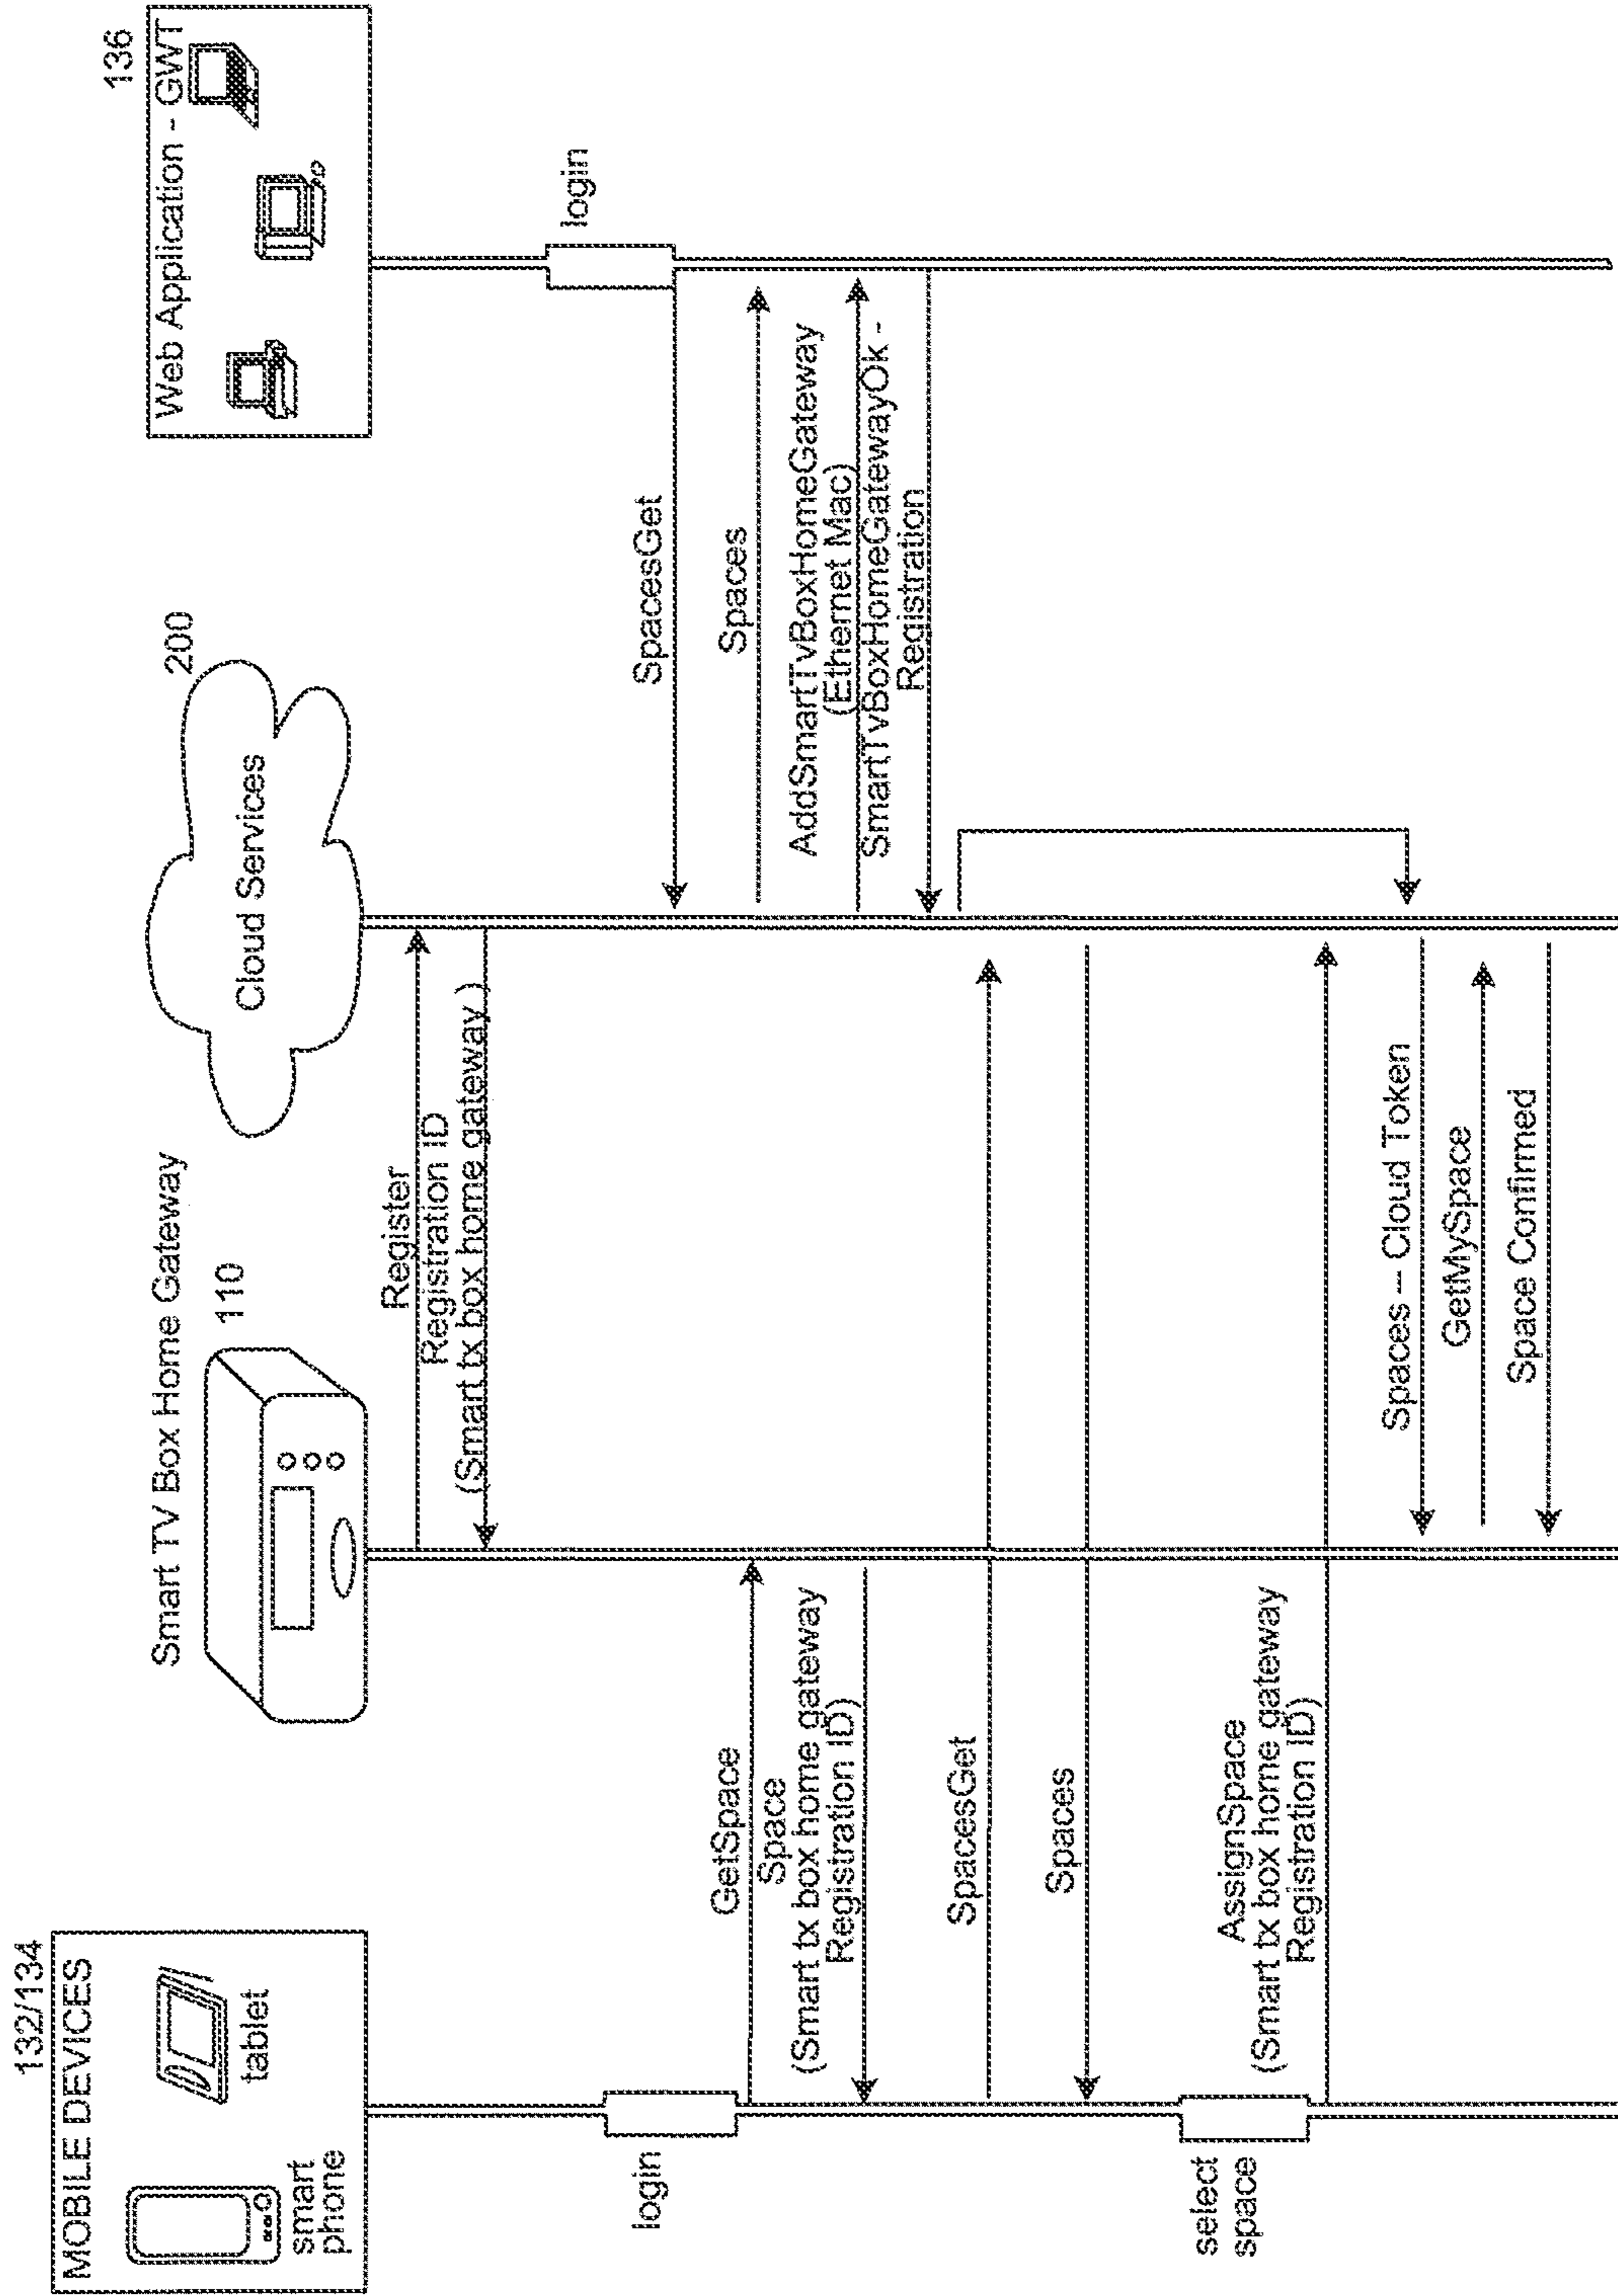 132/134
MOBILE DEVICES
smart
phone
tablet
Smart TV Box Home Gateway
110
Cloud Services
200
136
Web Application - GWT
Register
Registration ID
(Smart tx box home gateway )
login
login
SpacesGet
GetSpace
Space
(Smart tx box home gateway
Registration ID)
Spaces
AddSmartTvBoxHomeGateway
(Ethernet Mac)
SmartTvBoxHomeGatewayOk -
Registration
SpacesGet
Spaces
select
space
AssignSpace
(Smart tx box home gateway
Registration ID)
Spaces – Cloud Token
GetMySpace
Space Confirmed